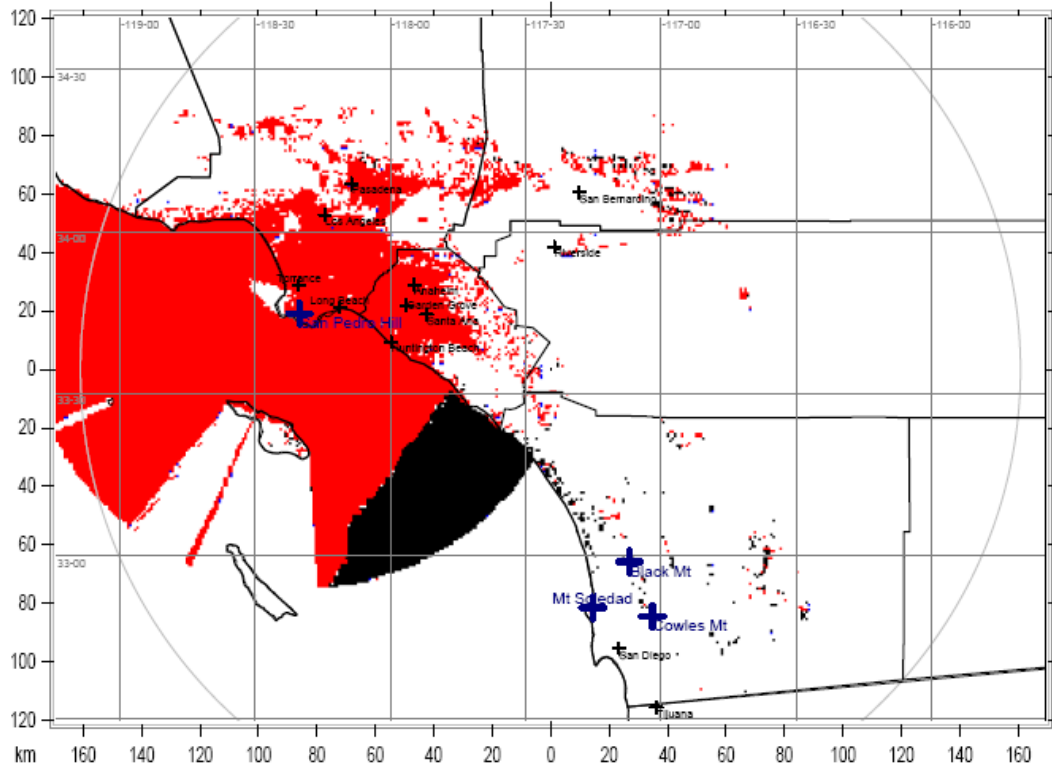 120
-119-00
-118-30
-118-00
-117-30
-117-00
-116-30
-116-00
100
34-30
80
Pasadena
60
San Bernardino
Los Angeles
34-00
40
Riverside
Torrance
Anaheim
Long Beach
Garden Grove
20
San Pedro Hill
Santa Ana
Huntington Beach
0
33-30
20
40
60
33-00
Black Mt
Mt Soledad
80
Cowles Mt
San Diego
100
Tijuana
120
km 160 140 120 100 80 60 40 20 0 20 40 60 80 100 120 140 160